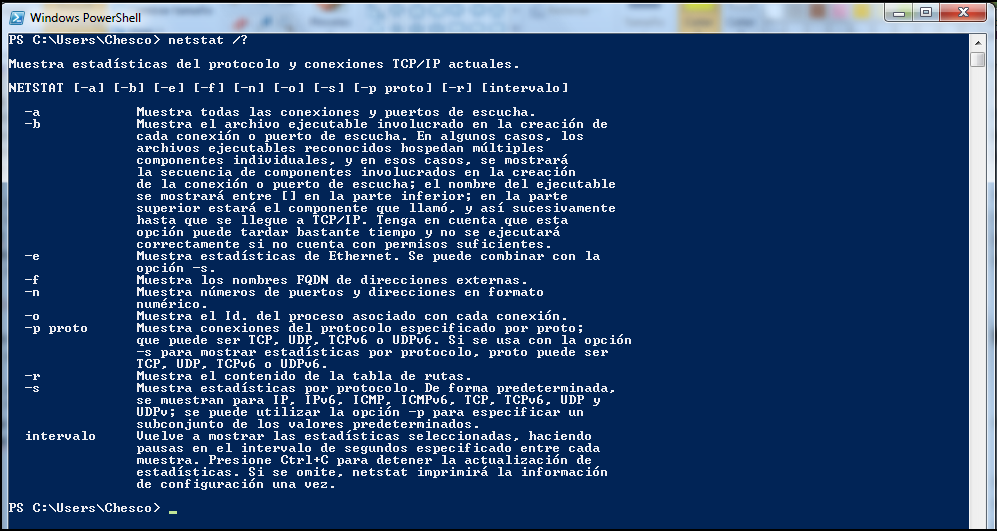 Windows PowerShell
PS C:\Users\Chesco> netstat /?
Muestra estadísticas del protocolo y conexiones TCP/IP actuales.
NETSTAT [-a] [-b] [-e] [-f] [-n] [-o] [-s] [-p proto] [-r] [intervalo]
-a Muestra todas las conexiones y puertos de escucha.
-b Muestra el archivo ejecutable involucrado en la creación de
cada conexión o puerto de escucha. En algunos casos, los
archivos ejecutables reconocidos hospedan múltiples
componentes individuales, y en esos casos, se mostrará
la secuencia de componentes involucrados en la creación
de la conexión o puerto de escucha; el nombre del ejecutable
se mostrará entre [] en la parte inferior; en la parte
superior estará el componente que llamó, y así sucesivamente
hasta que se llegue a TCP/IP. Tenga en cuenta que esta
opción puede tardar bastante tiempo y no se ejecutará
correctamente si no cuenta con permisos suficientes.
-e Muestra estadísticas de Ethernet. Se puede combinar con la
opción -s.
-f Muestra los nombres FQDN de direcciones externas.
-n Muestra números de puertos y direcciones en formato
numérico.
-o Muestra el Id. del proceso asociado con cada conexión.
-p proto Muestra conexiones del protocolo especificado por proto;
que puede ser TCP, UDP, TCPv6 o UDPv6. Si se usa con la opción
-s para mostrar estadísticas por protocolo, proto puede ser
TCP, UDP, TCPv6 o UDPv6.
-r Muestra el contenido de la tabla de rutas.
-s Muestra estadísticas por protocolo. De forma predeterminada,
se muestran para IP, IPv6, ICMP, ICMPv6, TCP, TCPv6, UDP y
UDPv; se puede utilizar la opción -p para especificar un
subconjunto de los valores predeterminados.
intervalo Vuelve a mostrar las estadísticas seleccionadas, haciendo
pausas en el intervalo de segundos especificado entre cada
muestra. Presione Ctrl+C para detener la actualización de
estadísticas. Si se omite, netstat imprimirá la información
de configuración una vez.
PS C:\Users\Chesco> _